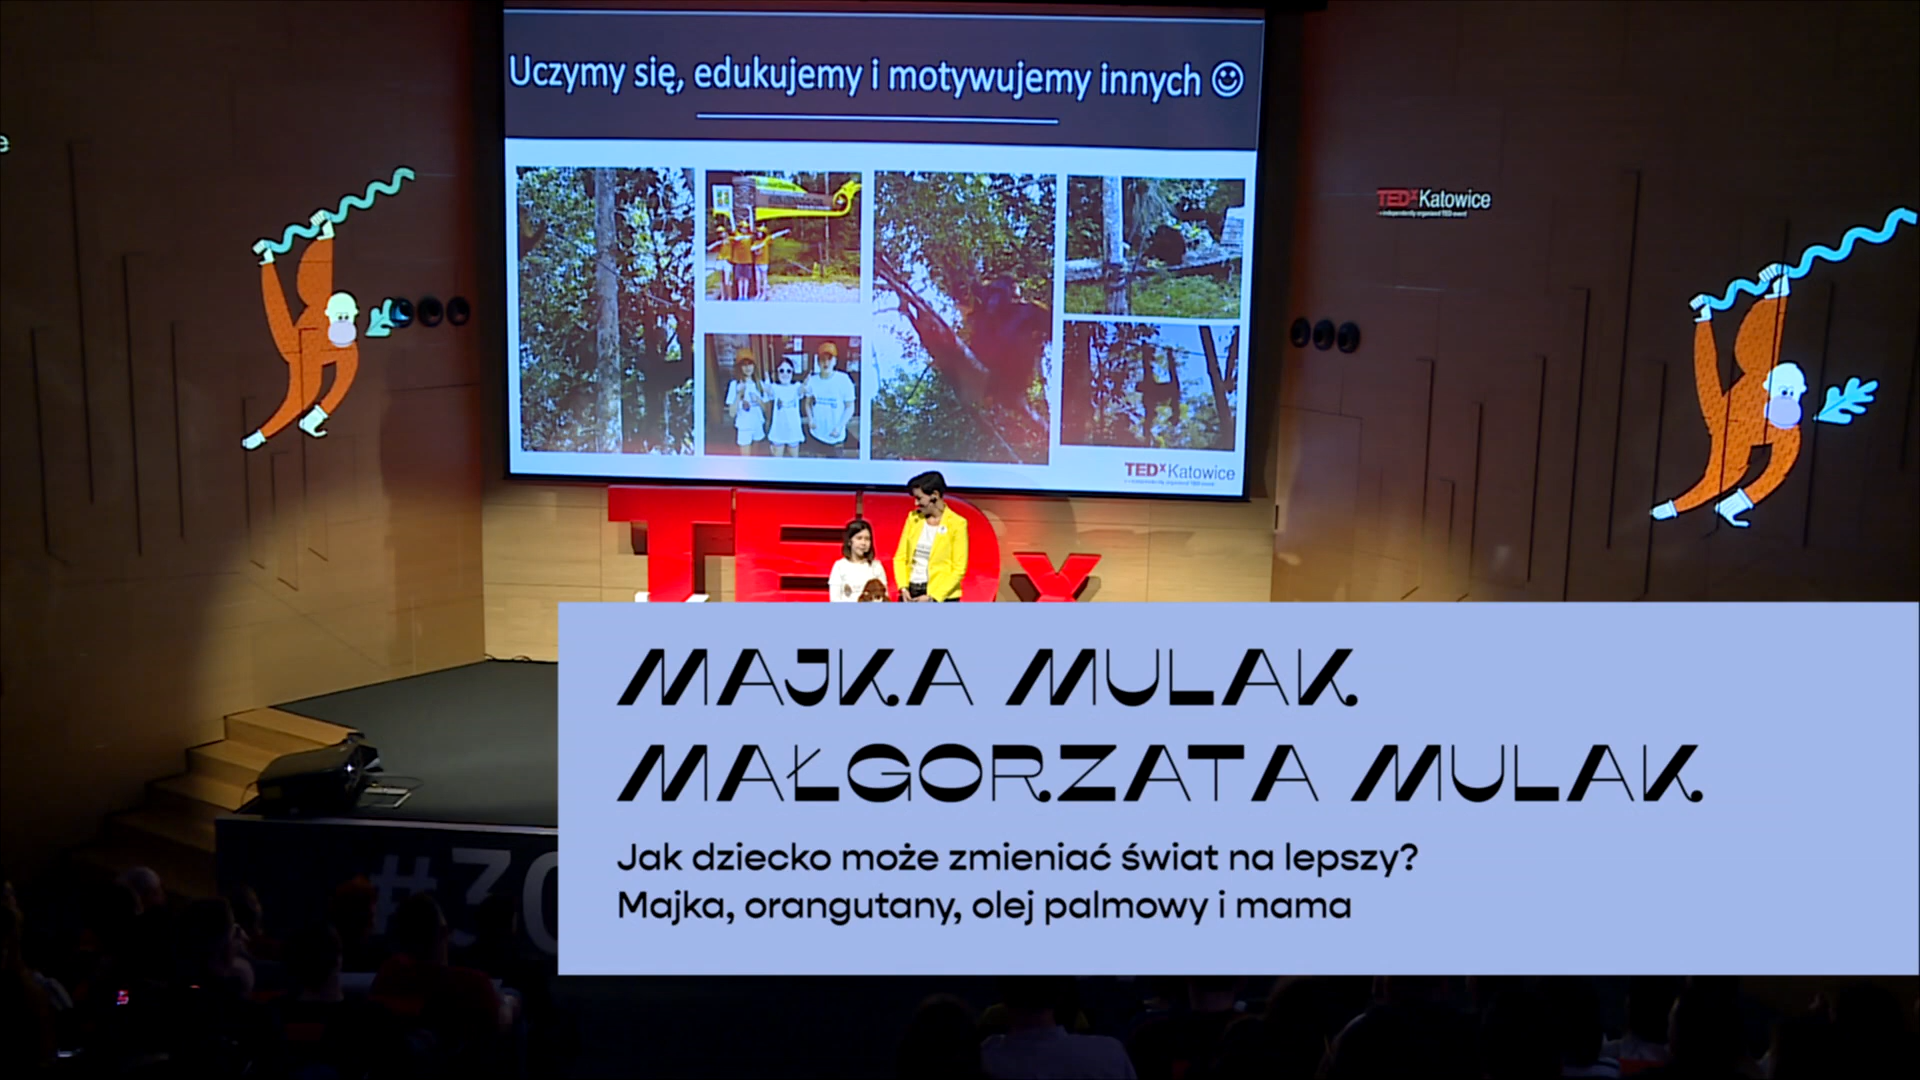 Uczymy się, edukujemy i motywujemy innych ☺
TEDxKatowice
TEDxKatowice
TEDx
MAJKA MULAK
MAŁGORZATA MULAK
Jak dziecko może zmieniać świat na lepszy?
Majka, orangutany, olej palmowy i mama
#30